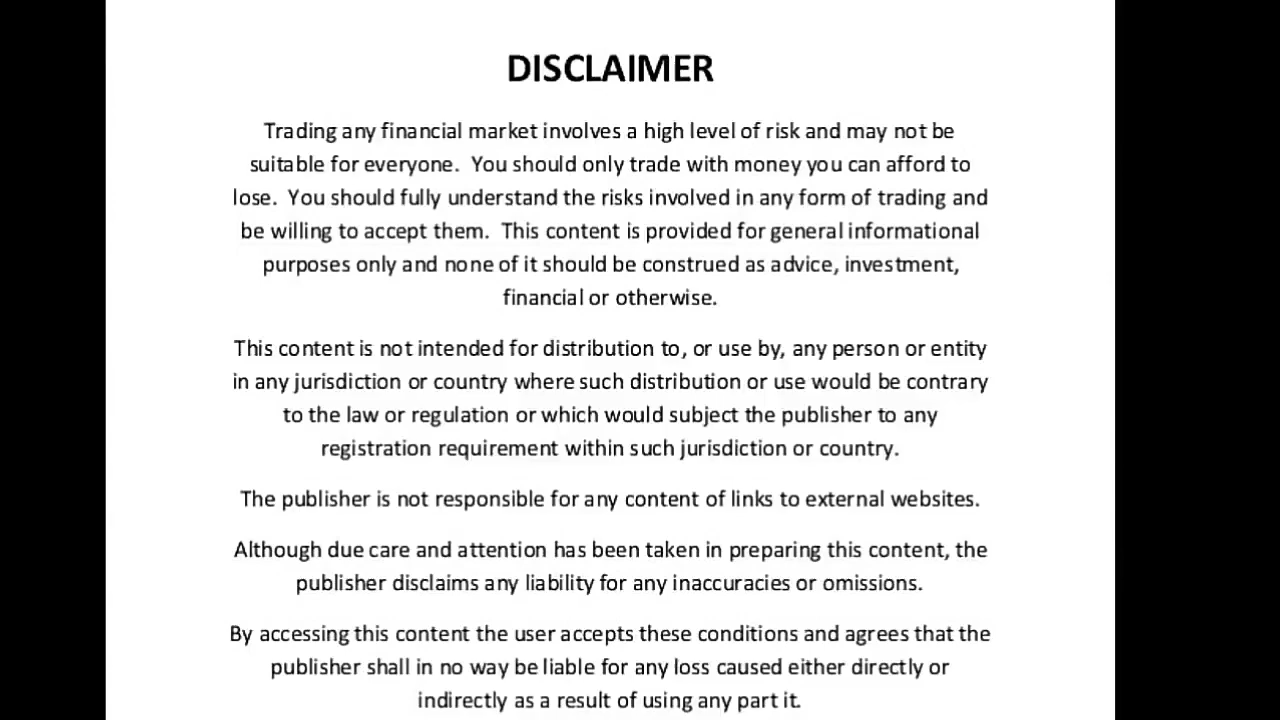 DISCLAIMER
Trading any financial market involves a high level of risk and may not be
suitable for everyone.  You should only trade with money you can afford to
lose.  You should fully understand the risks involved in any form of trading and
be willing to accept them.  This content is provided for general informational
purposes only and none of it should be construed as advice, investment,
financial or otherwise.
This content is not intended for distribution to, or use by, any person or entity
in any jurisdiction or country where such distribution or use would be contrary
to the law or regulation or which would subject the publisher to any
registration requirement within such jurisdiction or country.
The publisher is not responsible for any content of links to external websites.
Although due care and attention has been taken in preparing this content, the
publisher disclaims any liability for any inaccuracies or omissions.
By accessing this content the user accepts these conditions and agrees that the
publisher shall in no way be liable for any loss caused either directly or
indirectly as a result of using any part it.